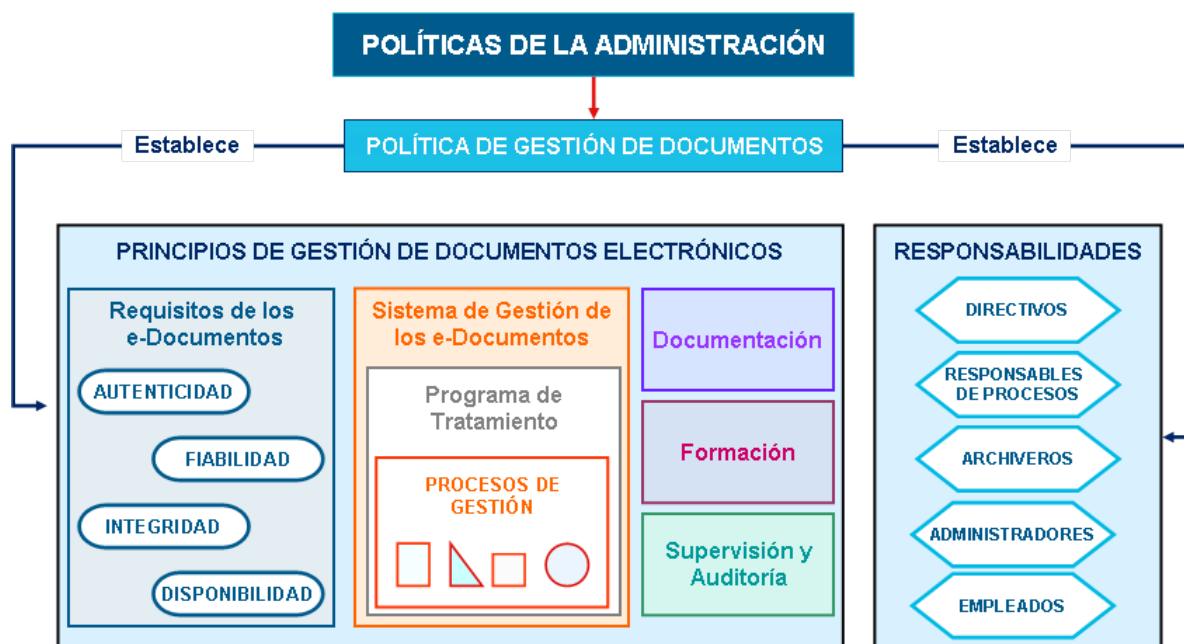 POLÍTICAS DE LA ADMINISTRACIÓN
Establece
POLÍTICA DE GESTIÓN DE DOCUMENTOS
Establece
PRINCIPIOS DE GESTIÓN DE DOCUMENTOS ELECTRÓNICOS
Requisitos de los
e-Documentos
AUTENTICIDAD
FIABILIDAD
INTEGRIDAD
DISPONIBILIDAD
Sistema de Gestión de
los e-Documentos
Programa de
Tratamiento
PROCESOS DE
GESTIÓN
Documentación
Formación
Supervisión y
Auditoría
RESPONSABILIDADES
DIRECTIVOS
RESPONSABLES
DE PROCESOS
ARCHIVEROS
ADMINISTRADORES
EMPLEADOS